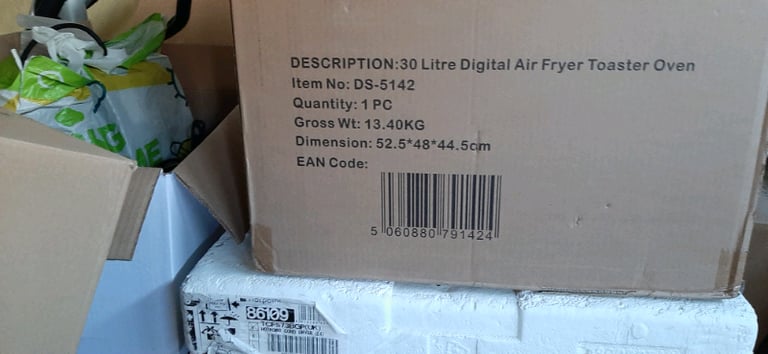 DESCRIPTION:30 Litre Digital Air Fryer Toaster Oven
Item No: DS-5142
Quantity: 1 PC
Gross Wt: 13.40KG
Dimension: 52.5*48*44.5cm
EAN Code:
5 060880 791424
86109